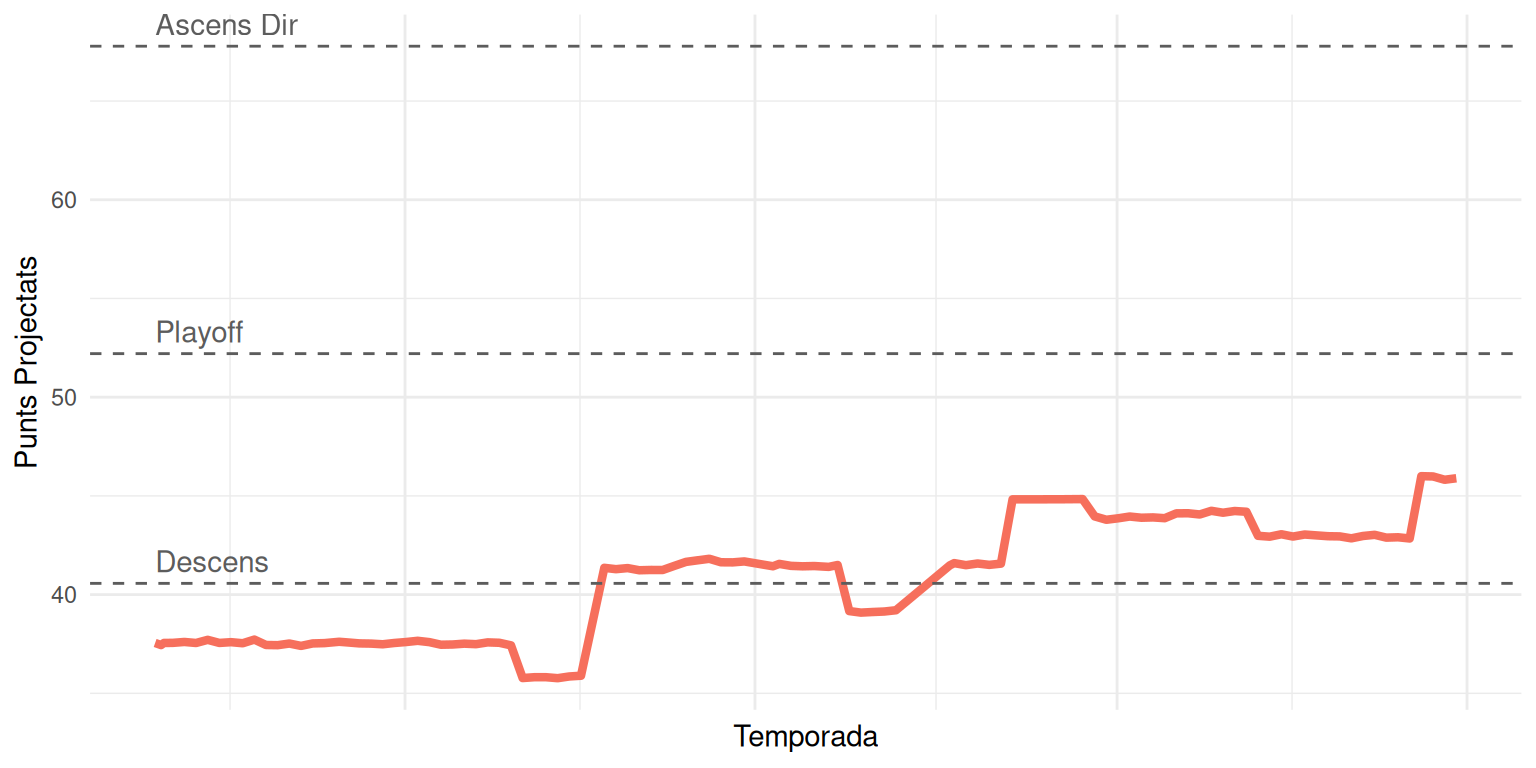 Ascens Dir
60
Playoff
50
Descens
40
Punts Projectats
Temporada